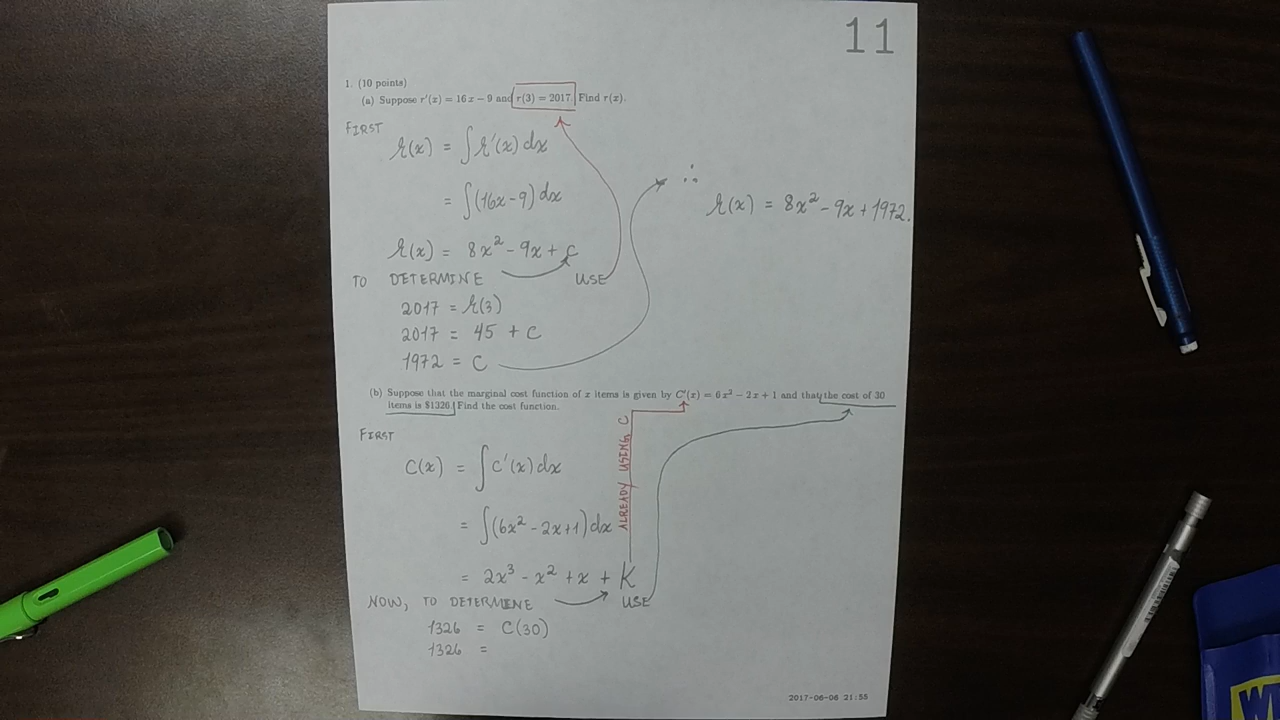 11
1. (10 points)
(a) Suppose r'(x) = 16x − 9 and r(3) = 2017. Find r(x).
FIRST
r(x) = ∫r'(x) dx
= ∫(16x-9) dx
r(x) = 8x² - 9x + C
TO DETERMINE USE
2017 = r(3)
2017 = 45 + C
1972 = C
∴
r(x) = 8x² - 9x + 1972.
(b) Suppose that the marginal cost function of x items is given by C'(x) = 6x² − 2x + 1 and that the cost of 30
items is $1326. Find the cost function.
FIRST
C(x) = ∫C'(x) dx
= ∫(6x² - 2x+1) dx
= 2x³ - x² + x + K
ALREADY USING C
NOW, TO DETERMINE USE
1326 = C(30)
1326 =
2017-06-06 21:55